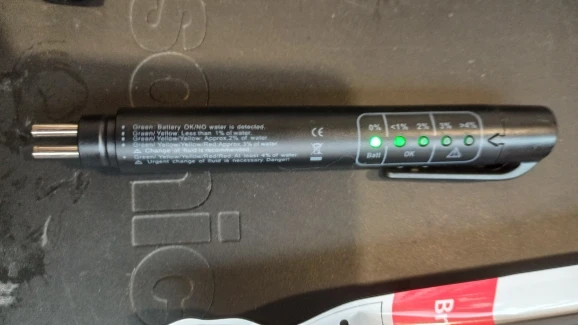 Green: Battery OK/NO water is detected.
Green/Yellow: Less than 1% of water.
Green/Yellow/Yellow: Approx.2% of water.
Green/Yellow/Yellow/Red:Approx.3% of water
Change of fluid is recommended.
Green/Yellow/Yellow/Red/Red: At least 4% of water.
Urgent change of fluid is necessary Danger!
CE
0% <1% 2% 3% >4%
Batt OK
sonic
Br